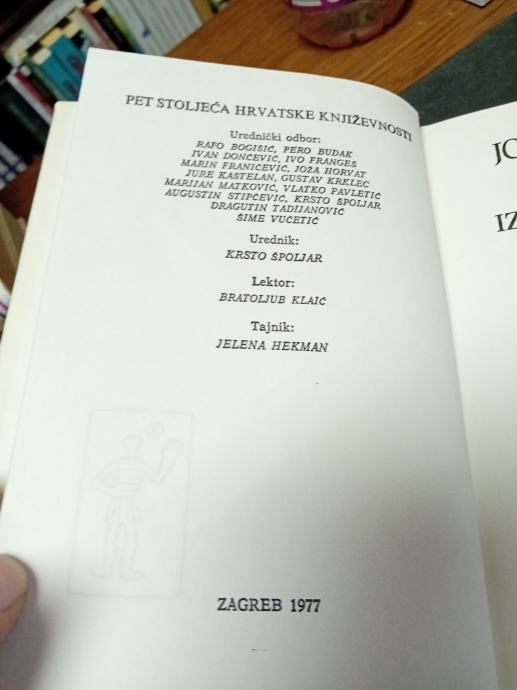 PET STOLJEĆA HRVATSKE KNJIŽEVNOSTI
Urednički odbor:
RAFO BOGIŠIĆ, PERO BUDAK
IVAN DONČEVIĆ, IVO FRANGEŠ
MARIN FRANIČEVIĆ, JOŽA HORVAT
JURE KAŠTELAN, GUSTAV KRKLEC
MARIJAN MATKOVIĆ, VLATKO PAVLETIĆ
AUGUSTIN STIPČEVIĆ, KRSTO ŠPOLJAR
DRAGUTIN TADIJANOVIĆ
ŠIME VUČETIĆ
Urednik:
KRSTO ŠPOLJAR
Lektor:
BRATOLJUB KLAIĆ
Tajnik:
JELENA HEKMAN
ZAGREB 1977